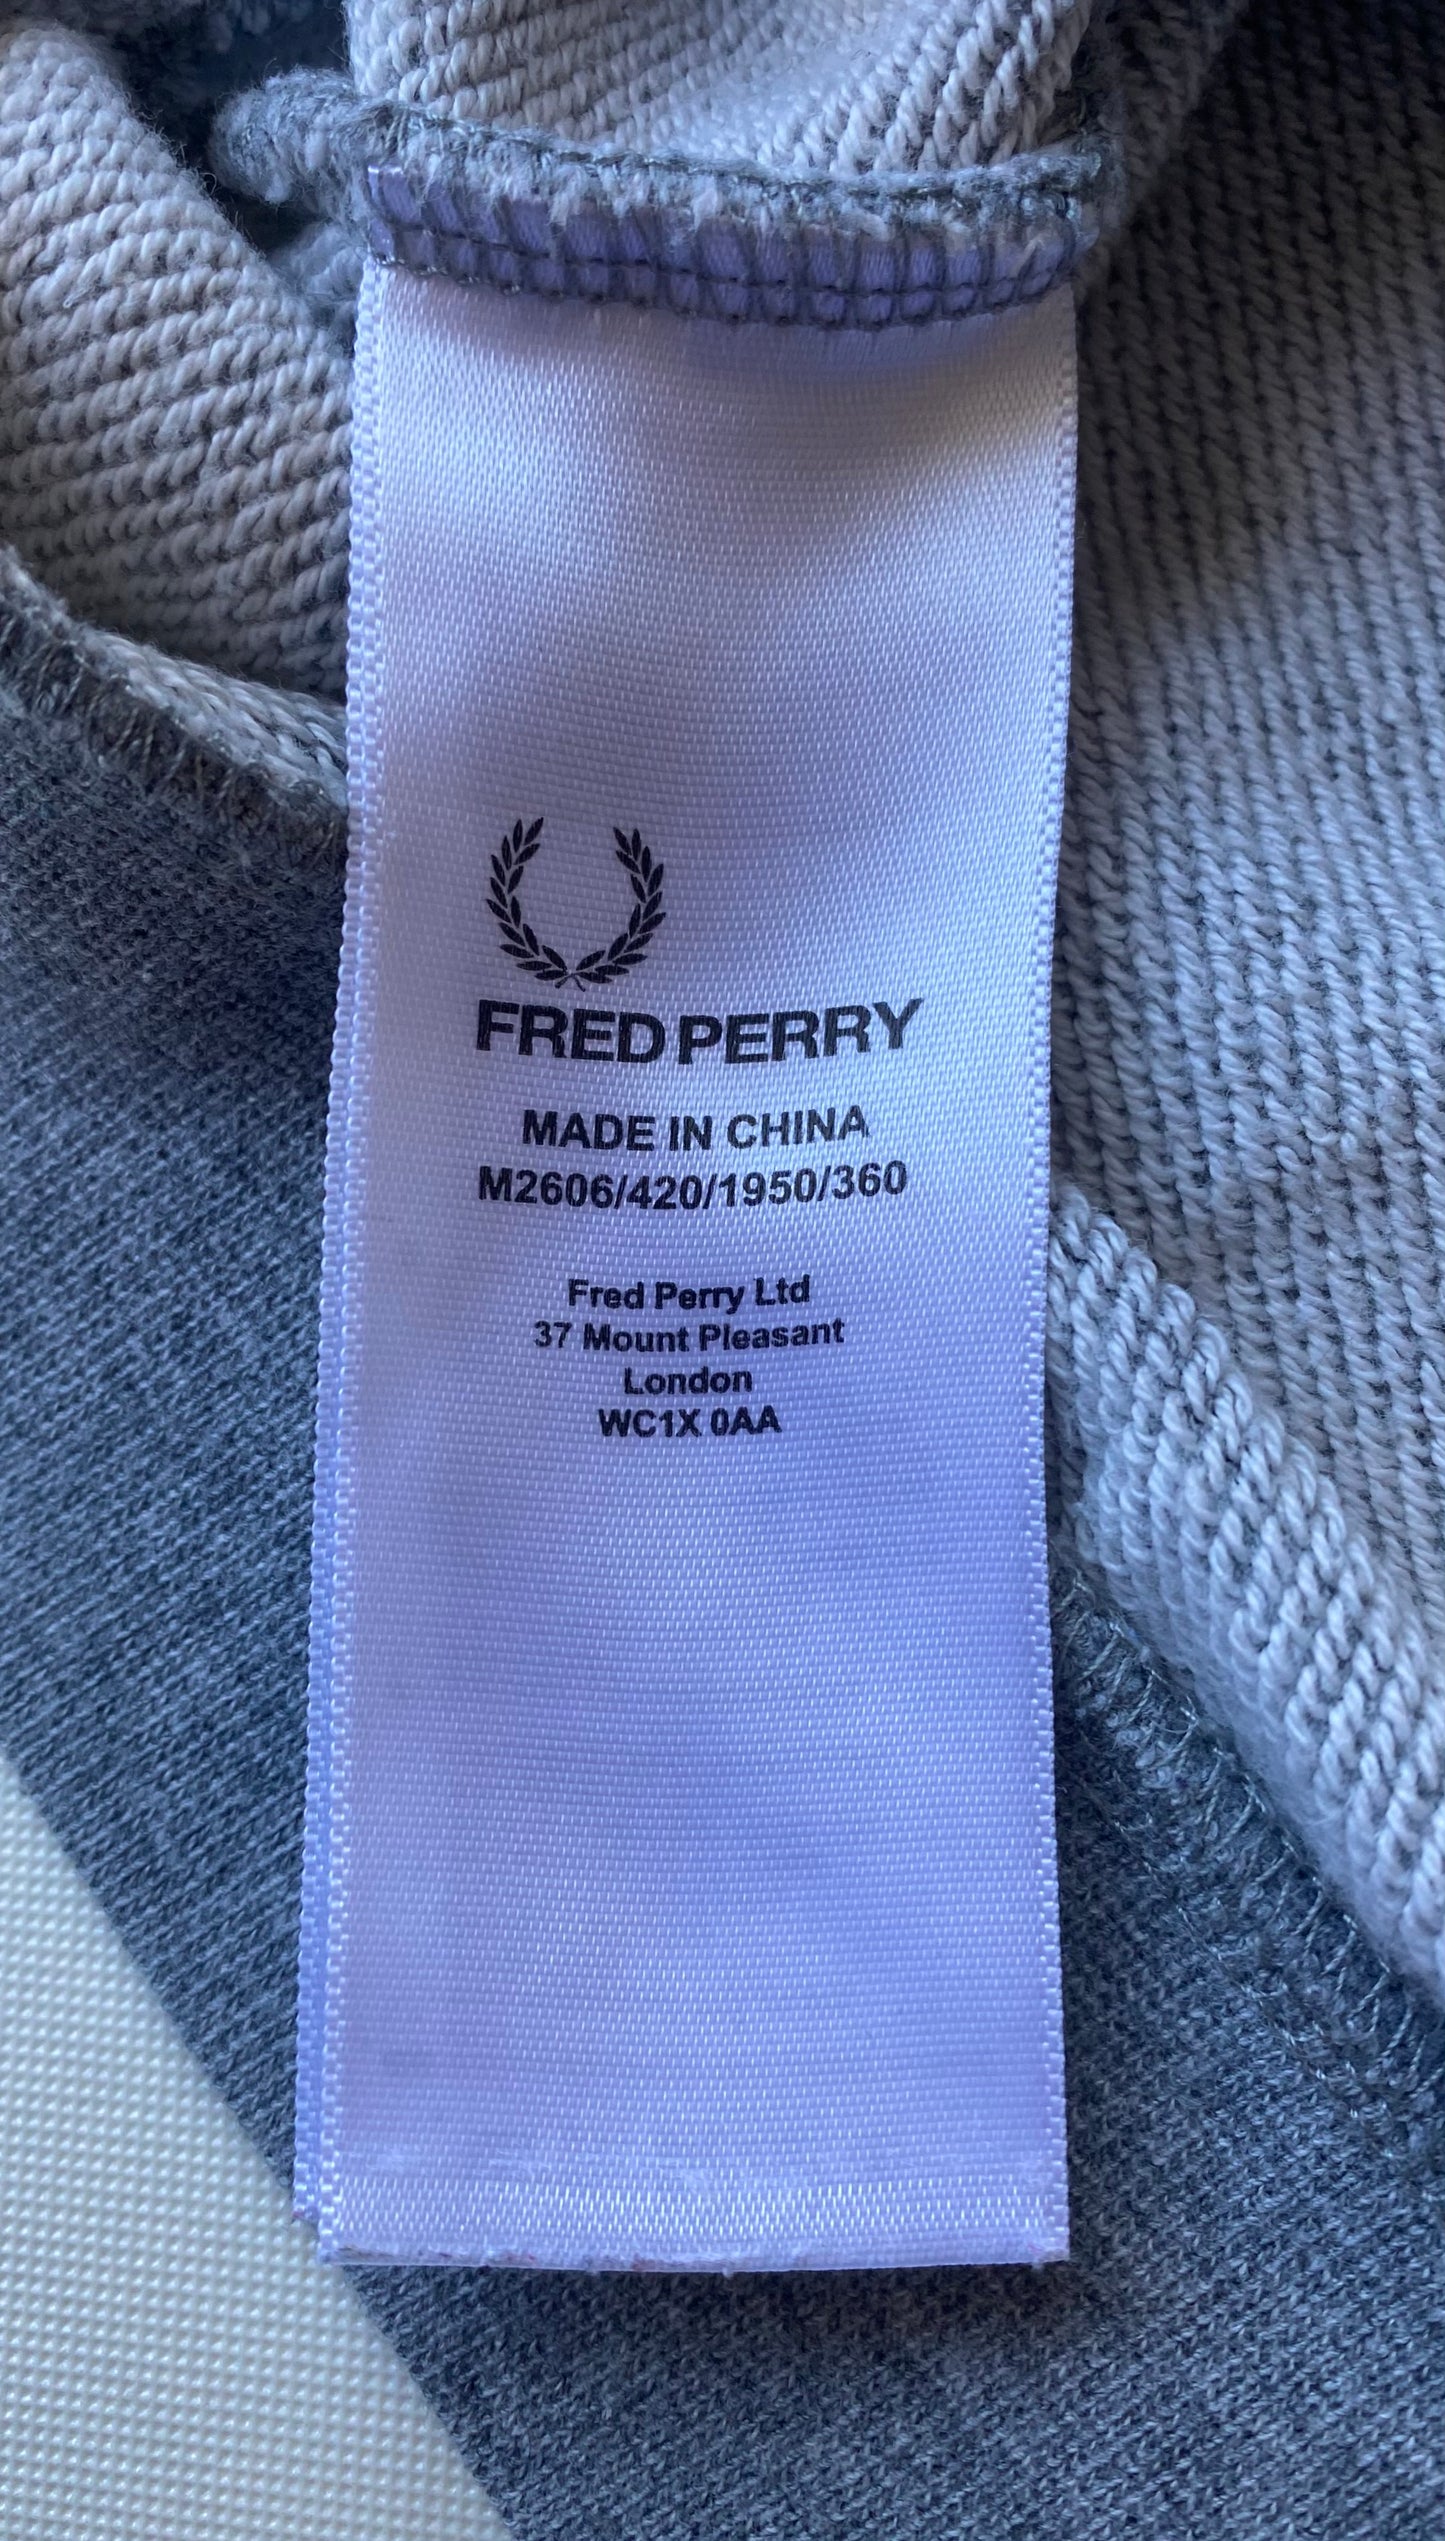 FRED PERRY
MADE IN CHINA
M2606/420/1950/360
Fred Perry Ltd
37 Mount Pleasant
London
WC1X 0AA